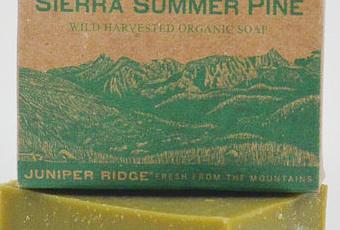 SIERRA SUMMER PINE
WILD HARVESTED ORGANIC SOAP
JUNIPER RIDGE® FRESH FROM THE MOUNTAINS